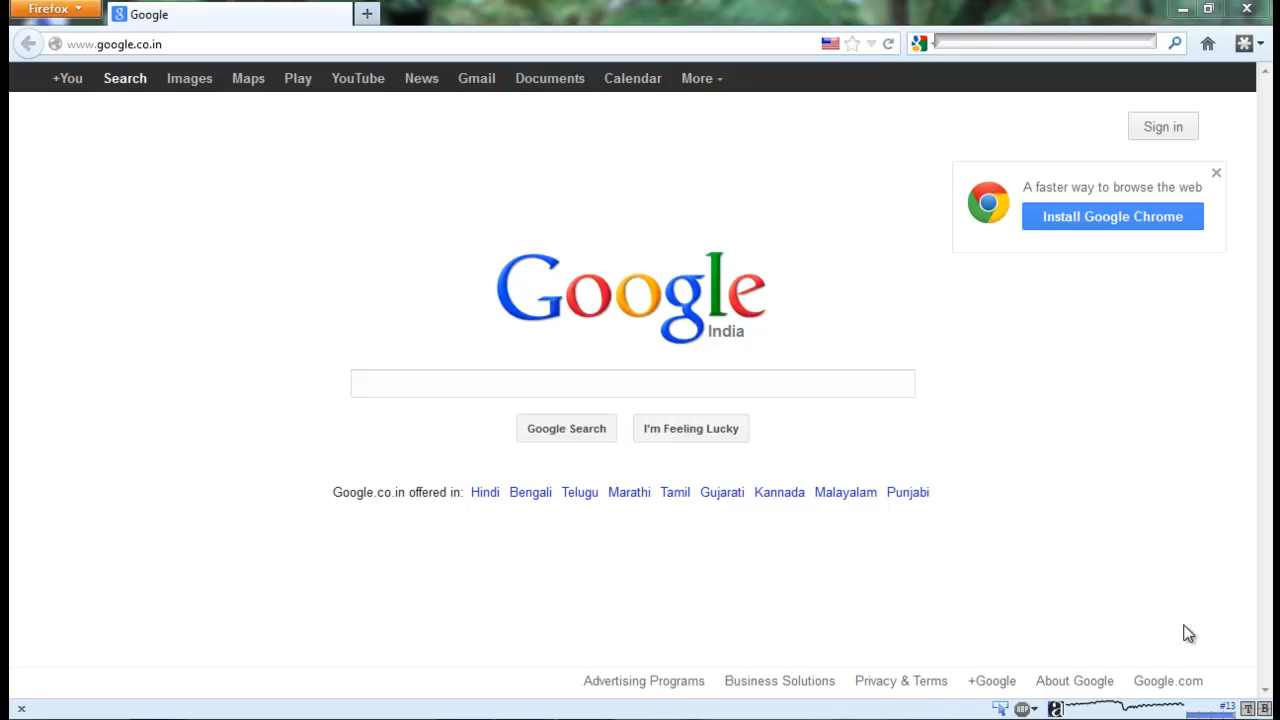 Firefox
Google
www.google.co.in
+You Search Images Maps Play YouTube News Gmail Documents Calendar More
Sign in
A faster way to browse the web
Install Google Chrome
Google
India
Google Search I'm Feeling Lucky
Google.co.in offered in: Hindi Bengali Telugu Marathi Tamil Gujarati Kannada Malayalam Punjabi
Advertising Programs Business Solutions Privacy & Terms +Google About Google Google.com
ABP a #13 T B